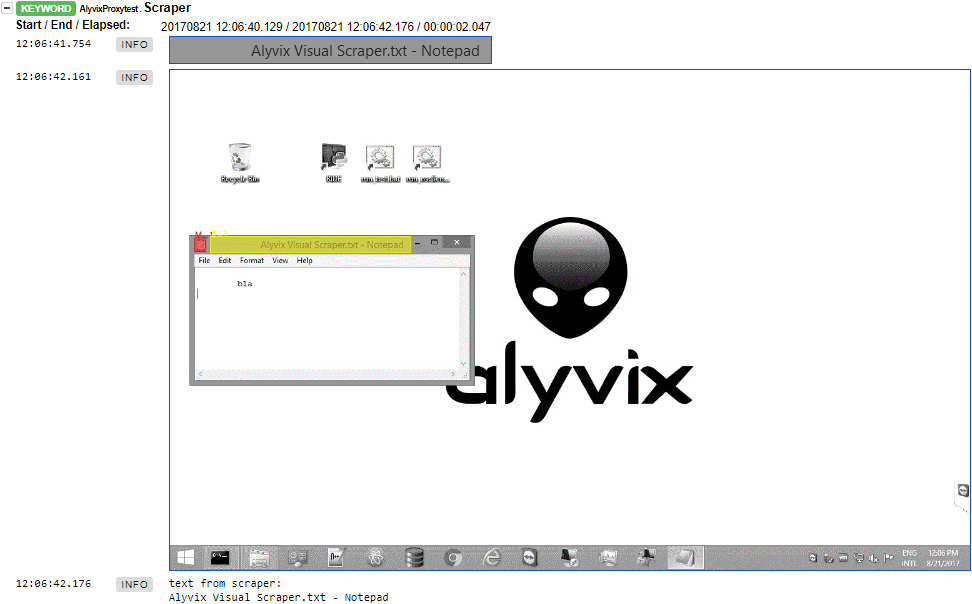 KEYWORD AlyvixProxytest . Scraper
Start / End / Elapsed: 20170821 12:06:40.129 / 20170821 12:06:42.176 / 00:00:02.047
12:06:41.754 INFO Alyvix Visual Scraper.txt - Notepad
12:06:42.161 INFO
Recycle Bin RIDE run_test.bat
Alyvix Visual Scraper.txt - Notepad
File Edit Format View Help
bla
alyvix
ENG 12:06 PM
INTL 8/21/2017
12:06:42.176 INFO text from scraper:
Alyvix Visual Scraper.txt - Notepad